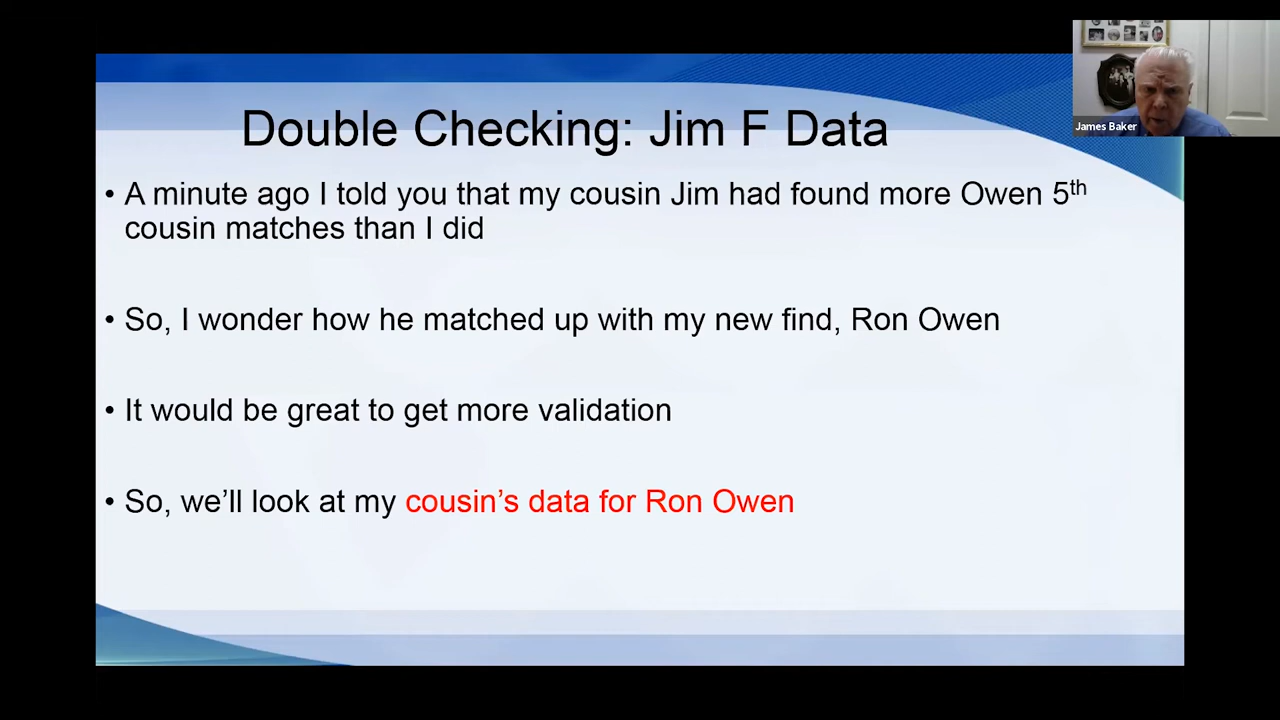 Double Checking: Jim F Data
• A minute ago I told you that my cousin Jim had found more Owen 5th
cousin matches than I did
• So, I wonder how he matched up with my new find, Ron Owen
• It would be great to get more validation
• So, we’ll look at my cousin’s data for Ron Owen
James Baker